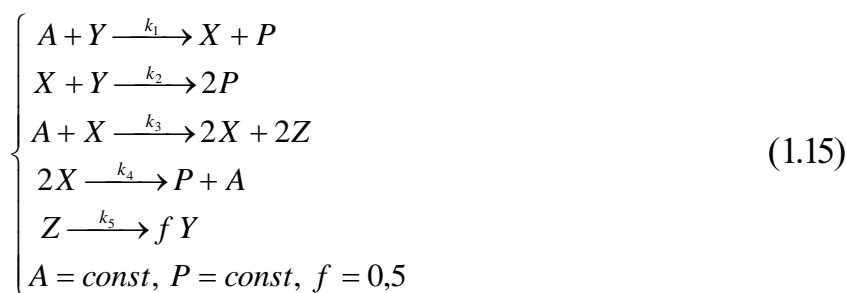 A + Y —k₁→ X + P
X + Y —k₂→ 2P
A + X —k₃→ 2X + 2Z
2X —k₄→ P + A
Z —k₅→ f Y
A = const, P = const, f = 0,5
(1.15)